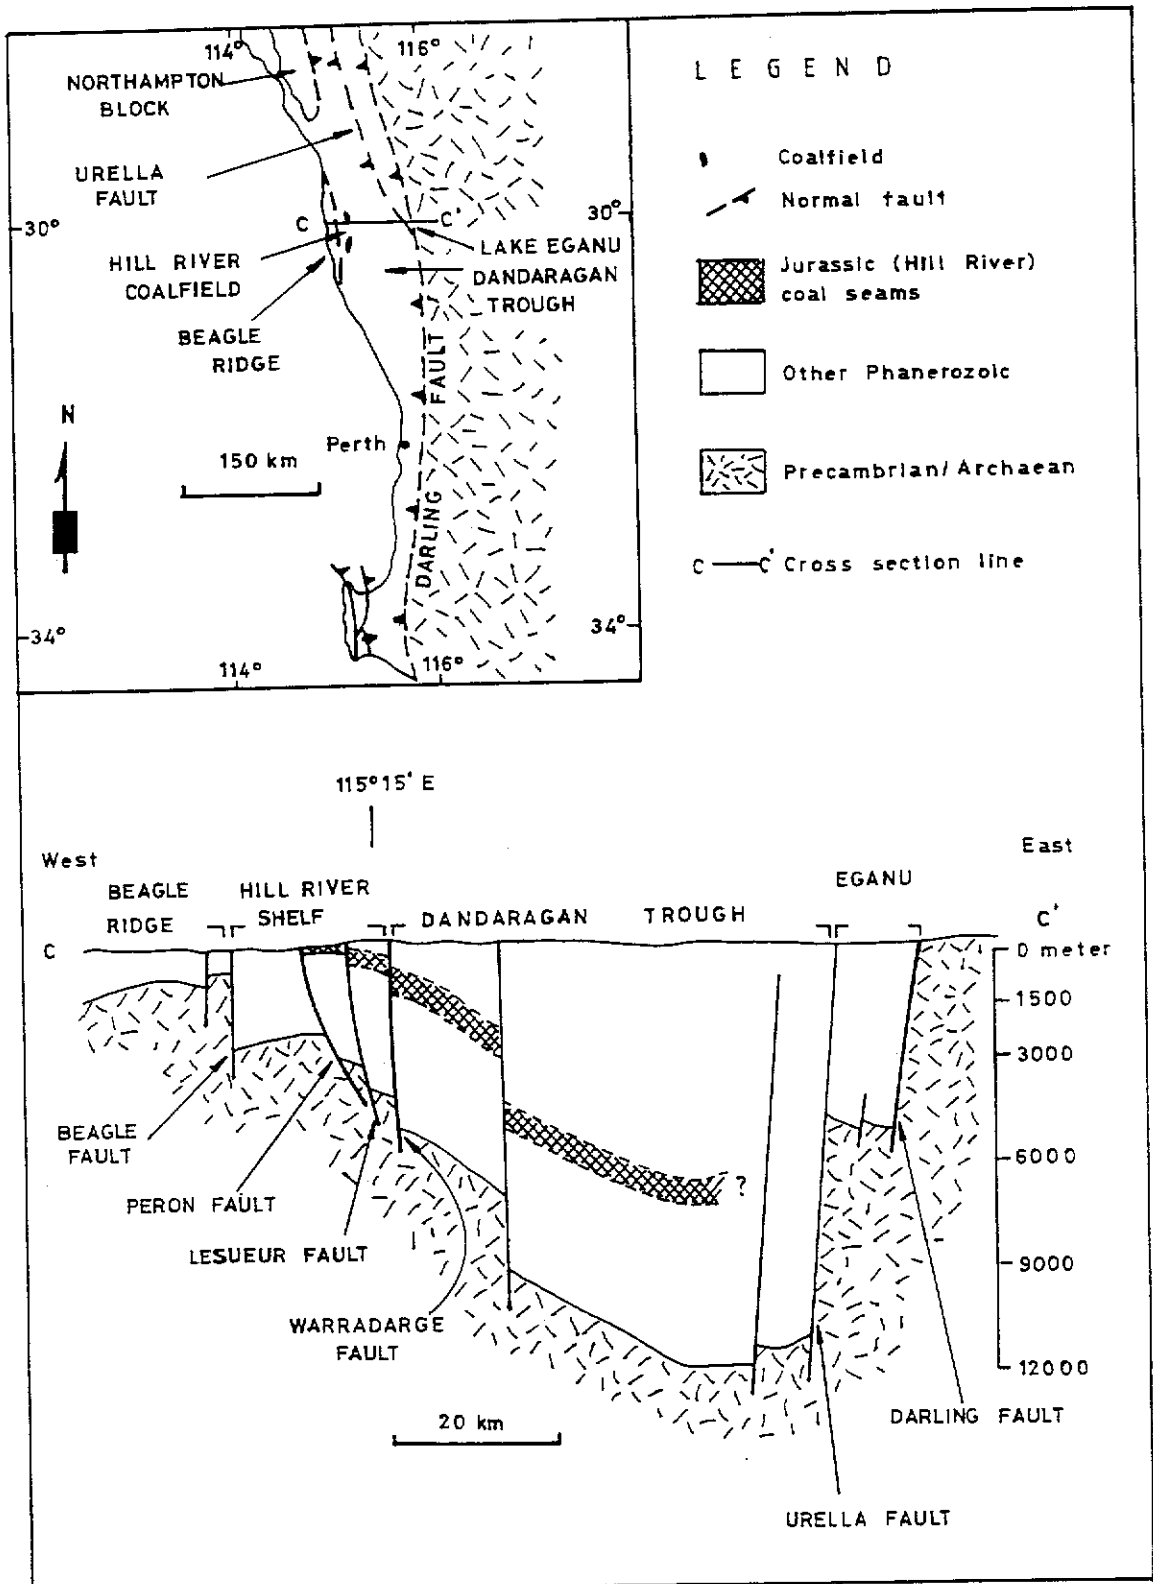 114°
116°
NORTHAMPTON
BLOCK
URELLA
FAULT
30°
30°
C
C'
HILL RIVER
COALFIELD
LAKE EGANU
DANDARAGAN
TROUGH
BEAGLE
RIDGE
N
150 km
Perth
DARLING FAULT
34°
34°
114°
116°
LEGEND
Coalfield
Normal fault
Jurassic (Hill River)
coal seams
Other Phanerozoic
Precambrian/Archaean
C — C' Cross section line
115° 15' E
West
East
BEAGLE
RIDGE
HILL RIVER
SHELF
DANDARAGAN TROUGH
EGANU
C
C'
0 meter
1500
3000
6000
9000
12000
?
BEAGLE
FAULT
PERON FAULT
LESUEUR FAULT
WARRADARGE
FAULT
20 km
DARLING FAULT
URELLA FAULT